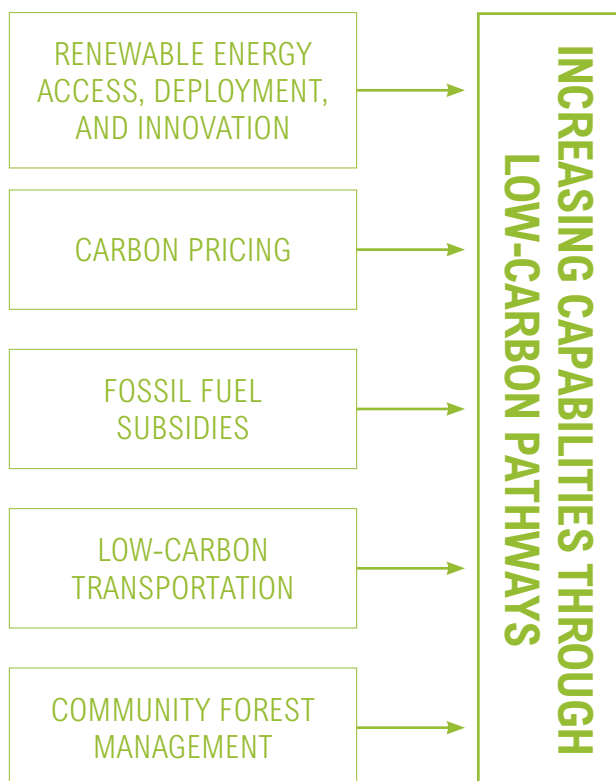 RENEWABLE ENERGY
ACCESS, DEPLOYMENT,
AND INNOVATION
CARBON PRICING
FOSSIL FUEL
SUBSIDIES
LOW-CARBON
TRANSPORTATION
COMMUNITY FOREST
MANAGEMENT
INCREASING CAPABILITIES THROUGH
LOW-CARBON PATHWAYS